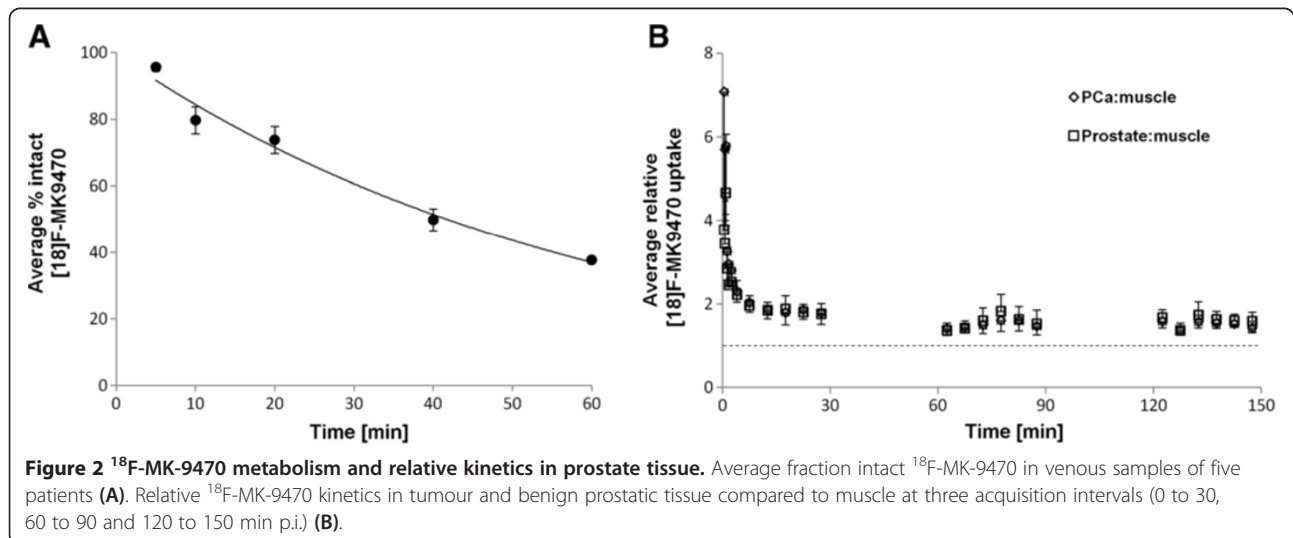 A
B
Average % intact
[18]F-MK9470
100
80
60
40
20
0
0 10 20 30 40 50 60
Time [min]
Average relative
[18]F-MK9470 uptake
8
6
4
2
0
◇PCa:muscle
□Prostate:muscle
0 30 60 90 120 150
Time [min]
Figure 2 ¹⁸F-MK-9470 metabolism and relative kinetics in prostate tissue. Average fraction intact ¹⁸F-MK-9470 in venous samples of five
patients (A). Relative ¹⁸F-MK-9470 kinetics in tumour and benign prostatic tissue compared to muscle at three acquisition intervals (0 to 30,
60 to 90 and 120 to 150 min p.i.) (B).